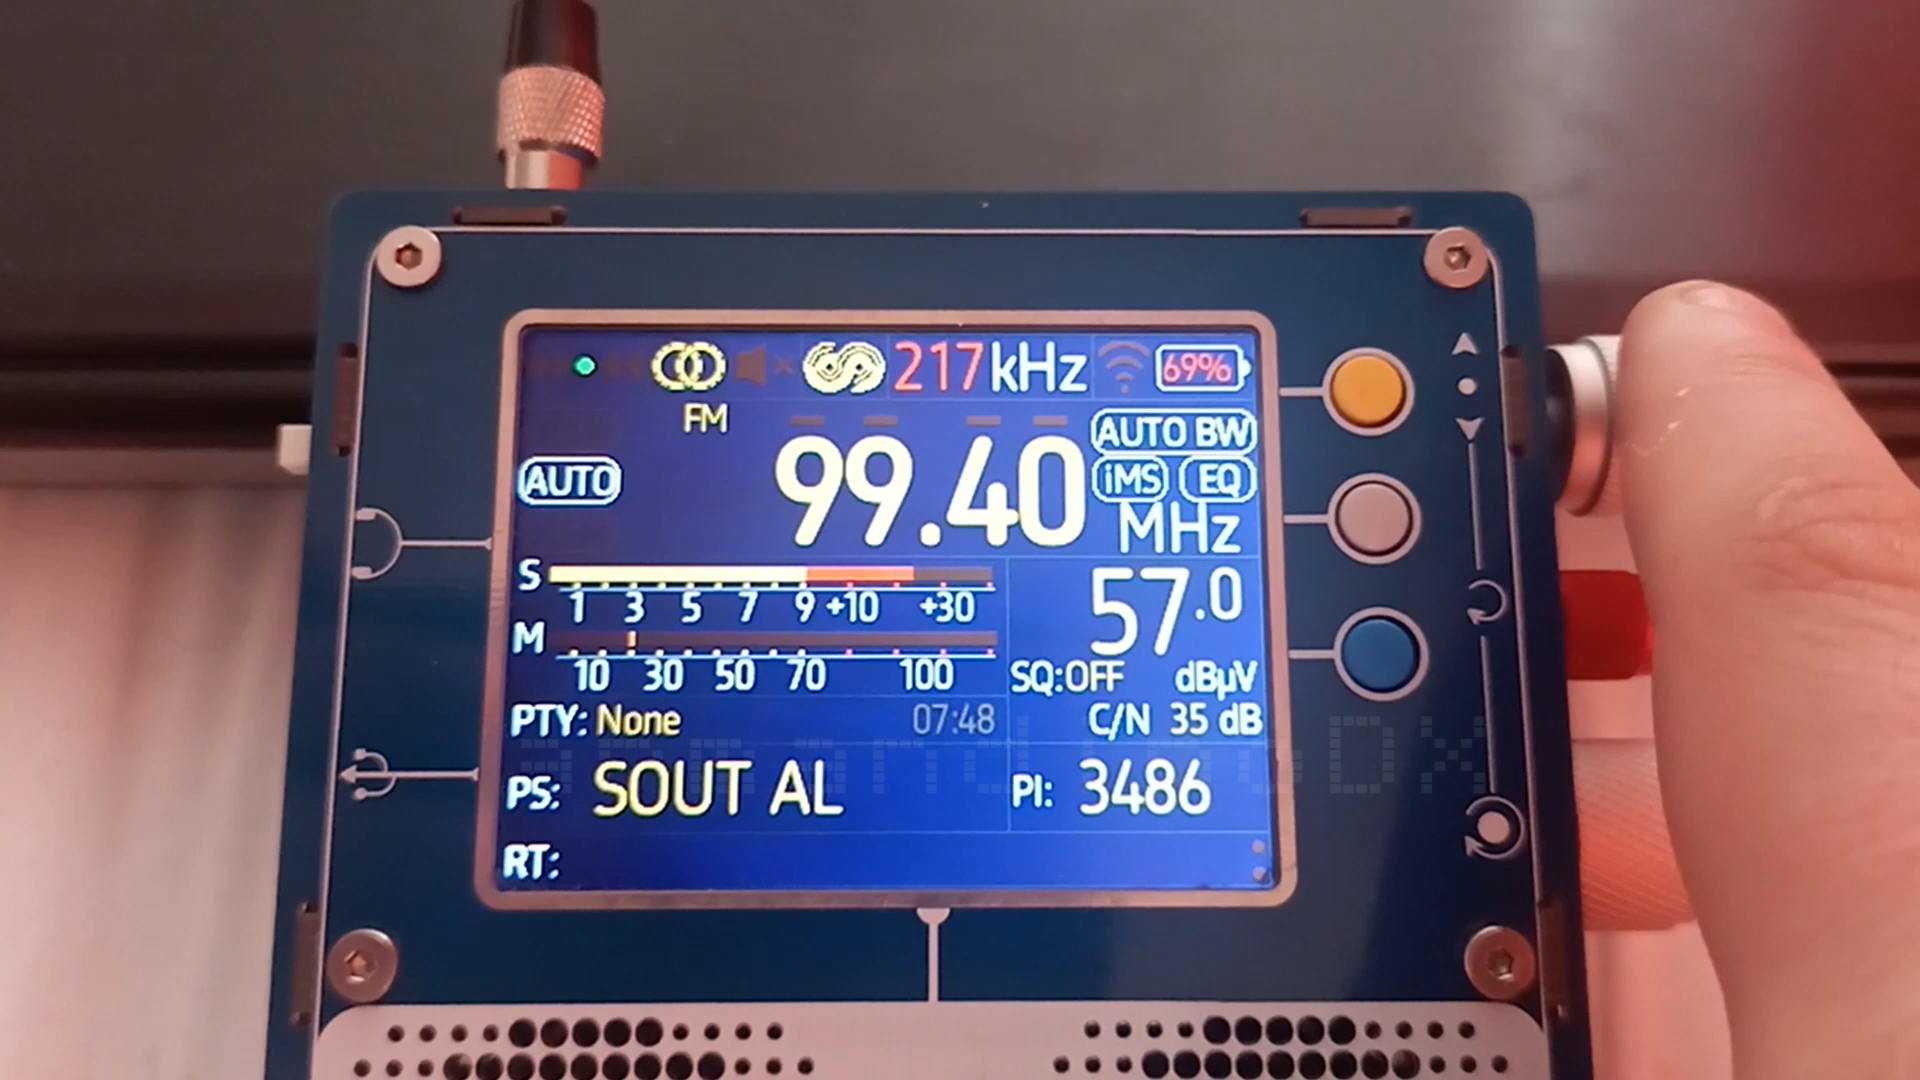 217 kHz 69%
FM
AUTO BW
AUTO 99.40 iMS EQ
MHz
S
1 3 5 7 9 +10 +30
57.0
M
10 30 50 70 100
SQ:OFF dBµV
PTY: None 07:48 C/N 35 dB
PS: SOUT AL PI: 3486
RT: